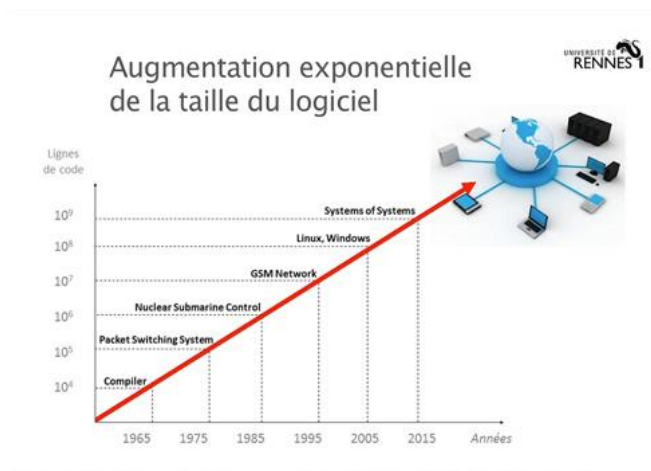 Augmentation exponentielle
de la taille du logiciel
UNIVERSITÉ DE
RENNES 1
Lignes
de code
10⁹
Systems of Systems
10⁸
Linux, Windows
10⁷
GSM Network
10⁶
Nuclear Submarine Control
10⁵
Packet Switching System
10⁴
Compiler
1965 1975 1985 1995 2005 2015 Années